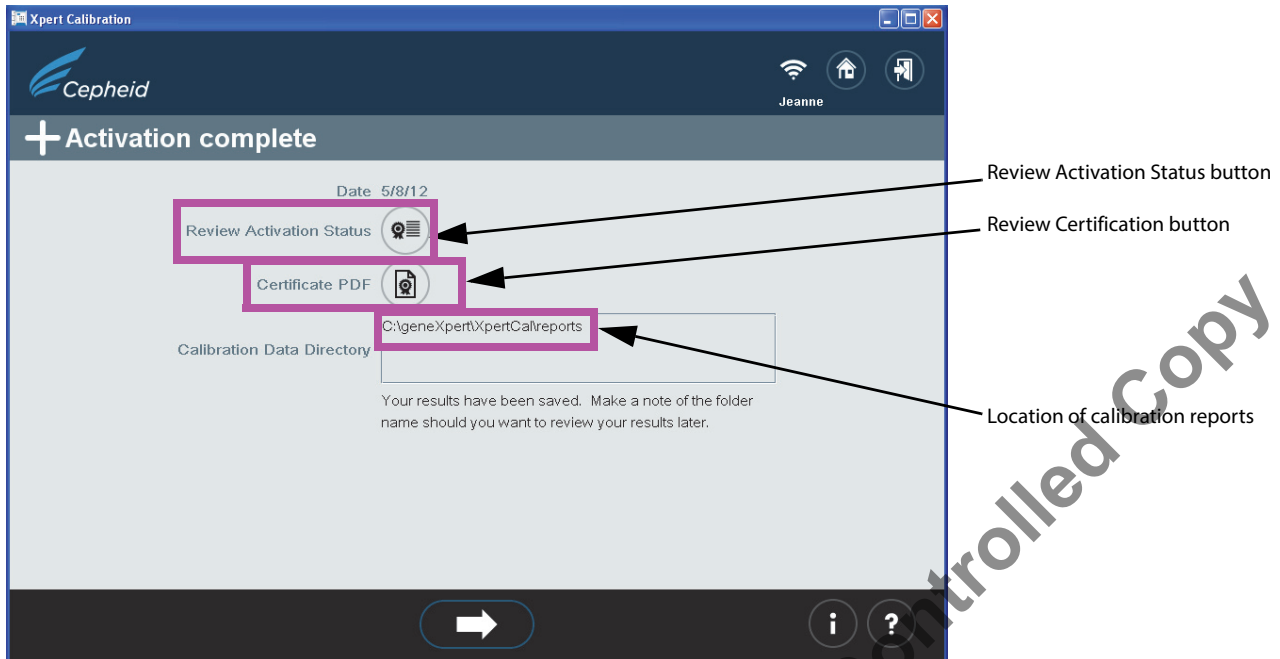 Xpert Calibration
Cepheid
Jeanne
Activation complete
Date 5/8/12
Review Activation Status
Certificate PDF
C:\geneXpert\XpertCal\reports
Calibration Data Directory
Your results have been saved. Make a note of the folder
name should you want to review your results later.
i ?
Review Activation Status button
Review Certification button
Location of calibration reports
Copy